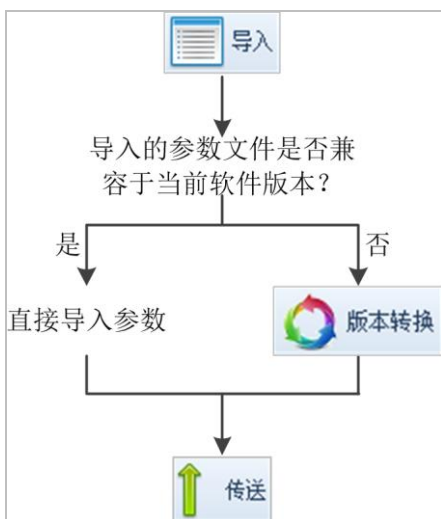 导入
导入的参数文件是否兼
容于当前软件版本？
是
否
直接导入参数
版本转换
传送